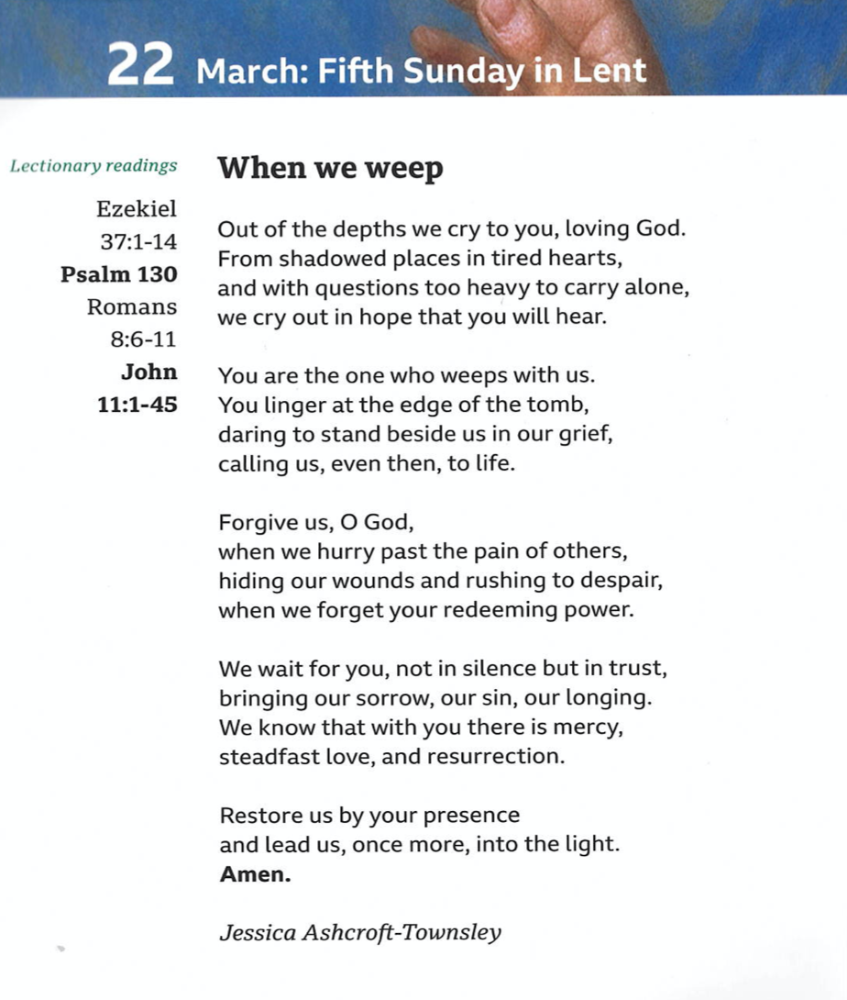 22 March: Fifth Sunday in Lent
Lectionary readings
Ezekiel
37:1-14
Psalm 130
Romans
8:6-11
John
11:1-45
When we weep
Out of the depths we cry to you, loving God.
From shadowed places in tired hearts,
and with questions too heavy to carry alone,
we cry out in hope that you will hear.
You are the one who weeps with us.
You linger at the edge of the tomb,
daring to stand beside us in our grief,
calling us, even then, to life.
Forgive us, O God,
when we hurry past the pain of others,
hiding our wounds and rushing to despair,
when we forget your redeeming power.
We wait for you, not in silence but in trust,
bringing our sorrow, our sin, our longing.
We know that with you there is mercy,
steadfast love, and resurrection.
Restore us by your presence
and lead us, once more, into the light.
Amen.
Jessica Ashcroft-Townsley